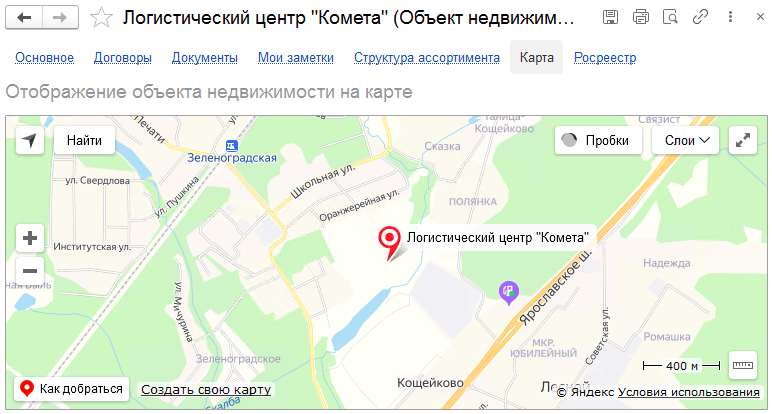 Логистический центр "Комета" (Объект недвижим...
Основное Договоры Документы Мои заметки Структура ассортимента Карта Росреестр
Отображение объекта недвижимости на карте
Найти
Пробки
Слои
Печати
Зеленоградская
ул. Свердлова
ул. Пушкина
Школьная ул.
Оранжерейная ул.
Кощейково
Связист
Сказка
ПОЛЯНКА
Логистический центр "Комета"
Институтская ул.
ул. Мичурина
Ярославское ш.
Надежда
Ромашка
Советская ул.
МКР.
ЮБИЛЕЙНЫЙ
Зеленоградское
Кощейково
Лесной
400 м
Как добраться
Создать свою карту
Скалба
© Яндекс Условия использования